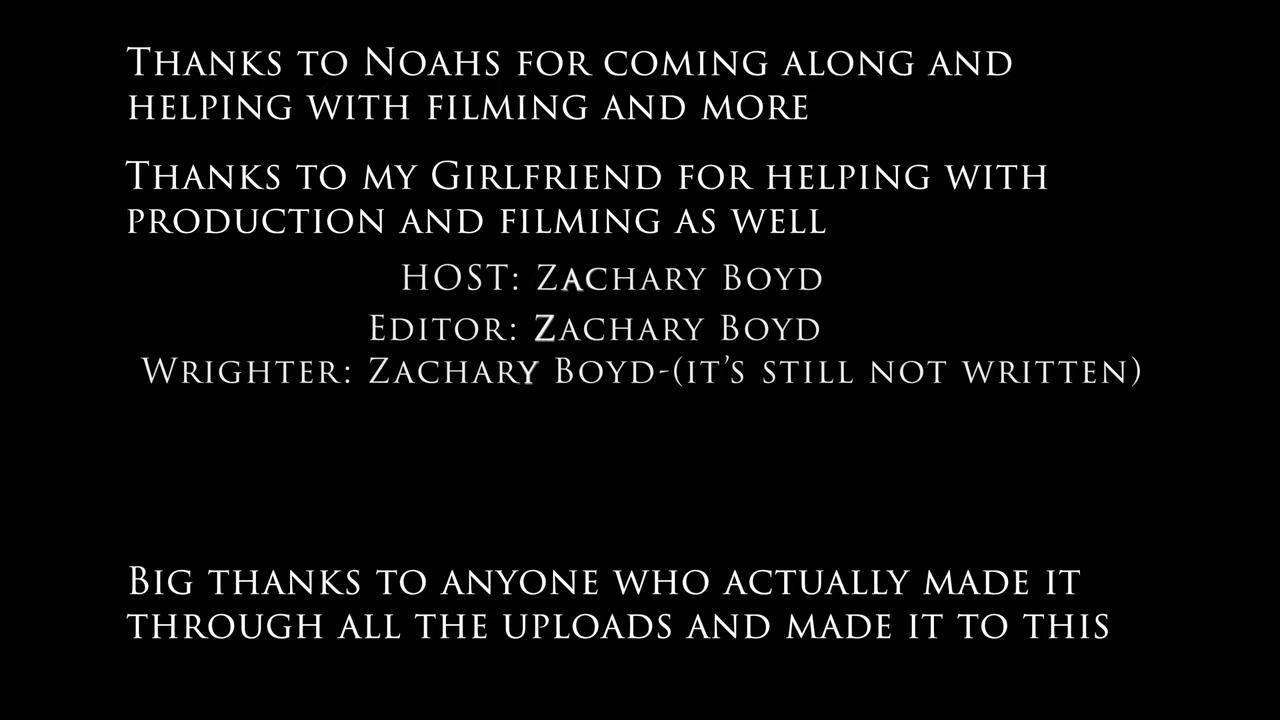 Thanks to Noahs for coming along and
helping with filming and more
Thanks to my Girlfriend for helping with
production and filming as well
HOST: Zachary Boyd
Editor: Zachary Boyd
Wrighter: Zachary Boyd-(it's still not written)
Big thanks to anyone who actually made it
through all the uploads and made it to this